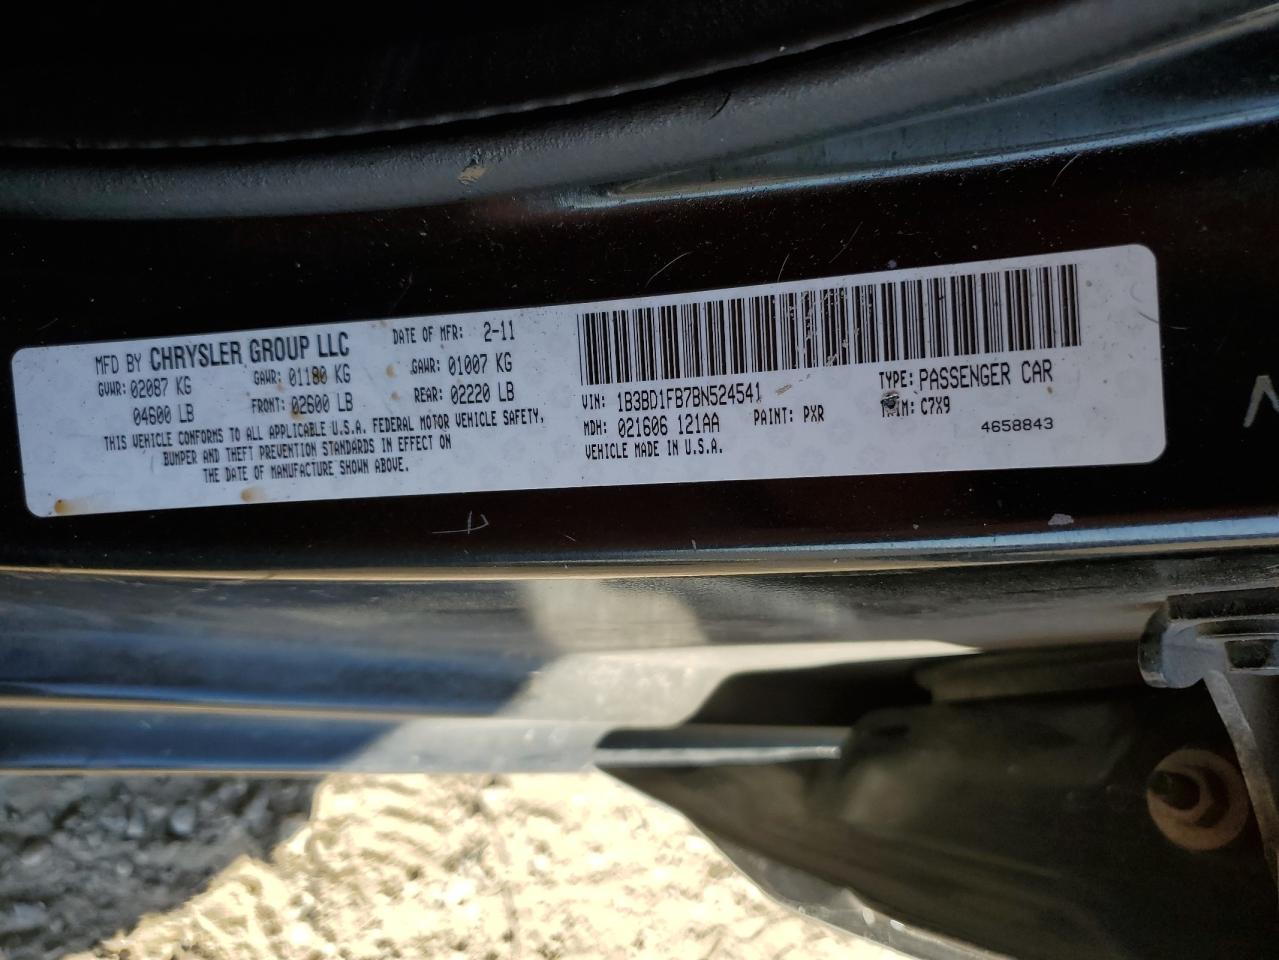 MFD BY CHRYSLER GROUP LLC DATE OF MFR: 2-11
GVWR: 02087 KG GAWR: 01180 KG GAWR: 01007 KG
04600 LB FRONT: 02600 LB REAR: 02220 LB
THIS VEHICLE CONFORMS TO ALL APPLICABLE U.S.A. FEDERAL MOTOR VEHICLE SAFETY,
BUMPER AND THEFT PREVENTION STANDARDS IN EFFECT ON
THE DATE OF MANUFACTURE SHOWN ABOVE.
VIN: 1B3BD1FB7BN524541 TYPE: PASSENGER CAR
MDH: 021606 121AA PAINT: PXR TRIM: C7X9
VEHICLE MADE IN U.S.A. 4658843